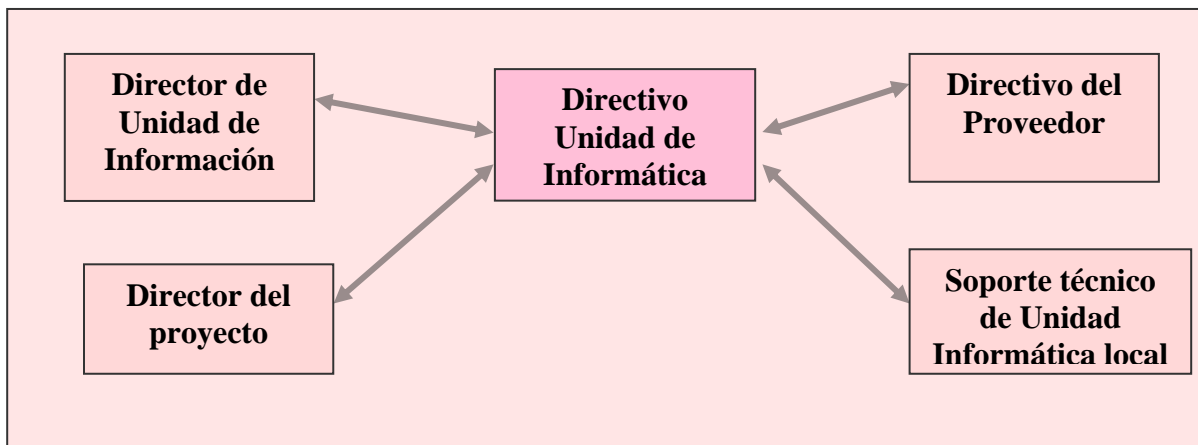 Director de
Unidad de
Información
Directivo
Unidad de
Informática
Directivo del
Proveedor
Director del
proyecto
Soporte técnico
de Unidad
Informática local